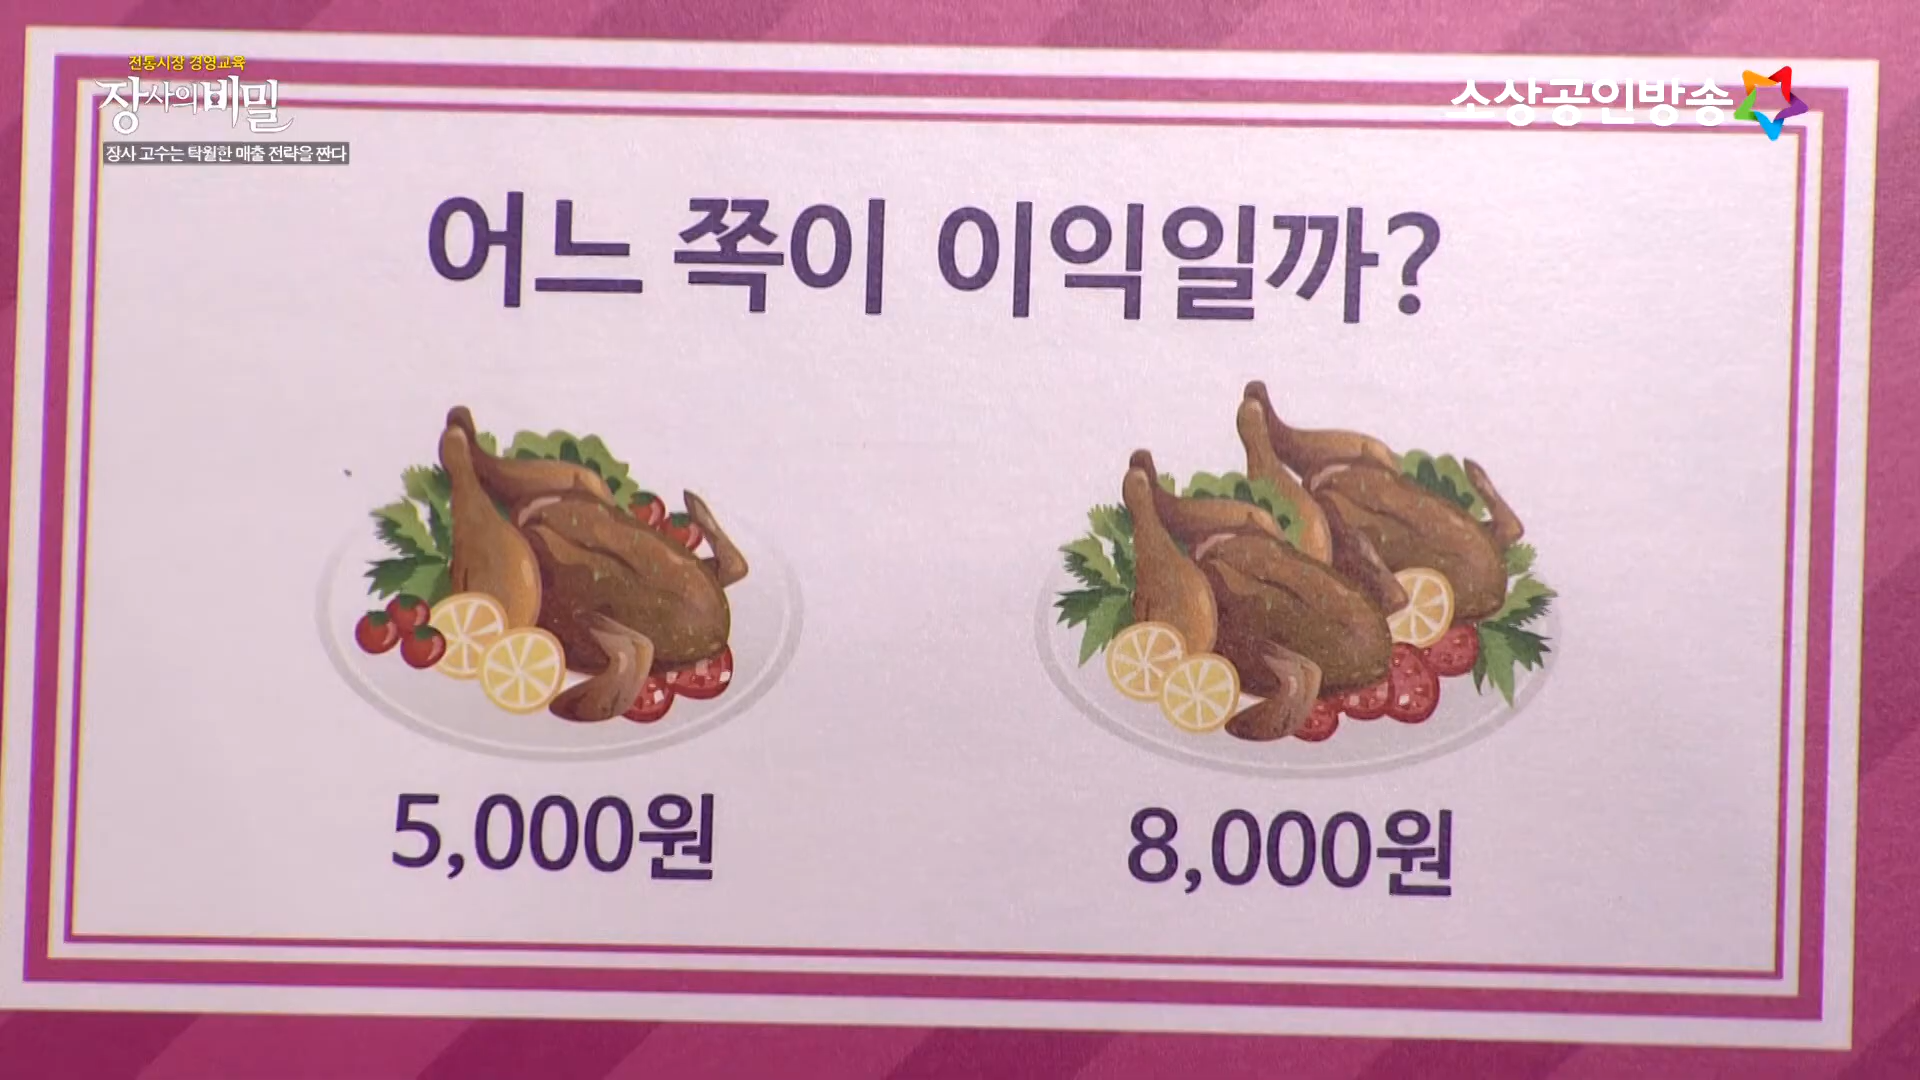 전통시장 경영교육
장사의 비밀
장사 고수는 탁월한 매출 전략을 짠다
소상공인방송
어느 쪽이 이익일까?
5,000원
8,000원